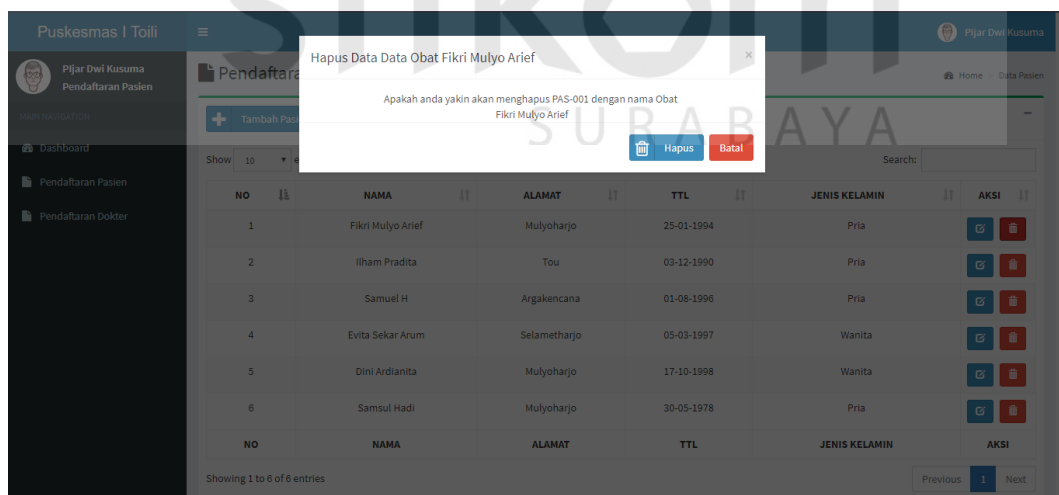 Puskesmas I Toili
PIjar Dwi Kusuma
PIjar Dwi Kusuma
Pendaftaran Pasien
Pendaftara
Home > Data Pasien
Hapus Data Data Obat Fikri Mulyo Arief
×
Apakah anda yakin akan menghapus PAS-001 dengan nama Obat
Fikri Mulyo Arief
Hapus Batal
SURABAYA
MAIN NAVIGATION
Dashboard
Pendaftaran Pasien
Pendaftaran Dokter
Tambah Pasi
Show 10 e
Search:
NO NAMA ALAMAT TTL JENIS KELAMIN AKSI
1 Fikri Mulyo Arief Mulyoharjo 25-01-1994 Pria
2 Ilham Pradita Tou 03-12-1990 Pria
3 Samuel H Argakencana 01-08-1996 Pria
4 Evita Sekar Arum Selametharjo 05-03-1997 Wanita
5 Dini Ardianita Mulyoharjo 17-10-1998 Wanita
6 Samsul Hadi Mulyoharjo 30-05-1978 Pria
NO NAMA ALAMAT TTL JENIS KELAMIN AKSI
Showing 1 to 6 of 6 entries
Previous 1 Next